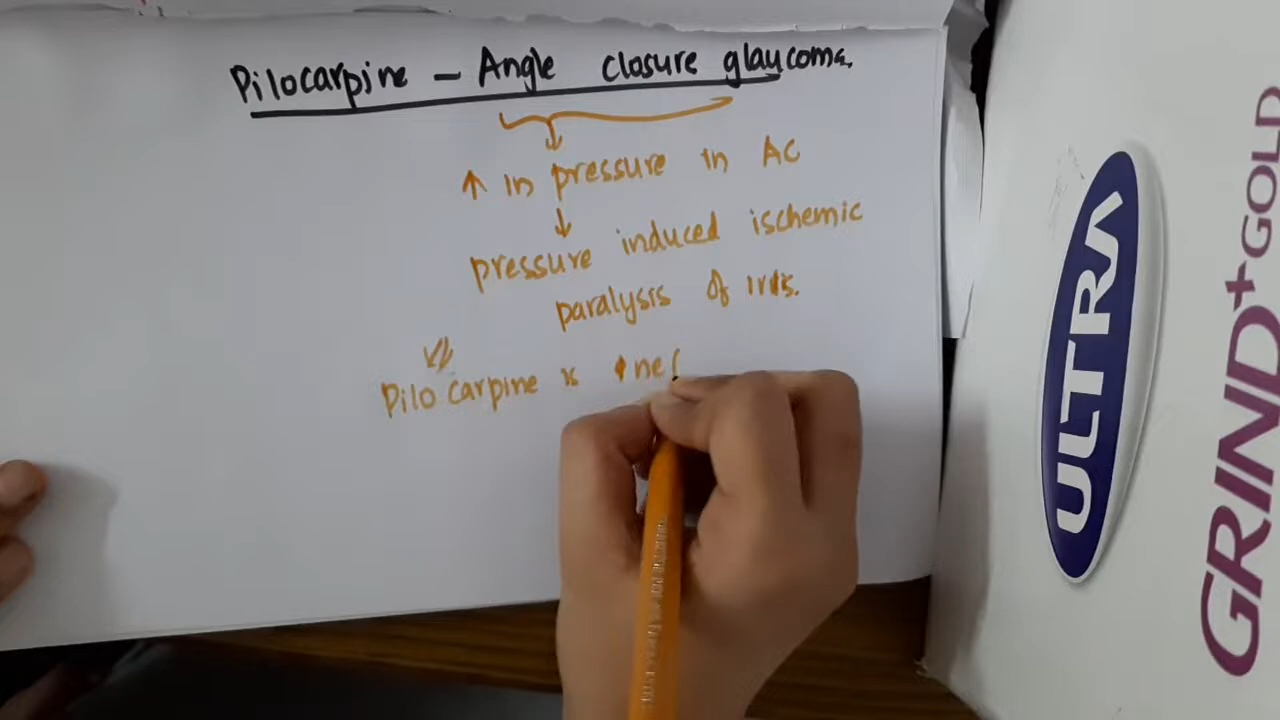 Pilocarpine - Angle closure glaucoma.
↑ in pressure in AC
↓
pressure induced ischemic
paralysis of iris.
Pilocarpine is
ULTRA
GRIND+GOLD